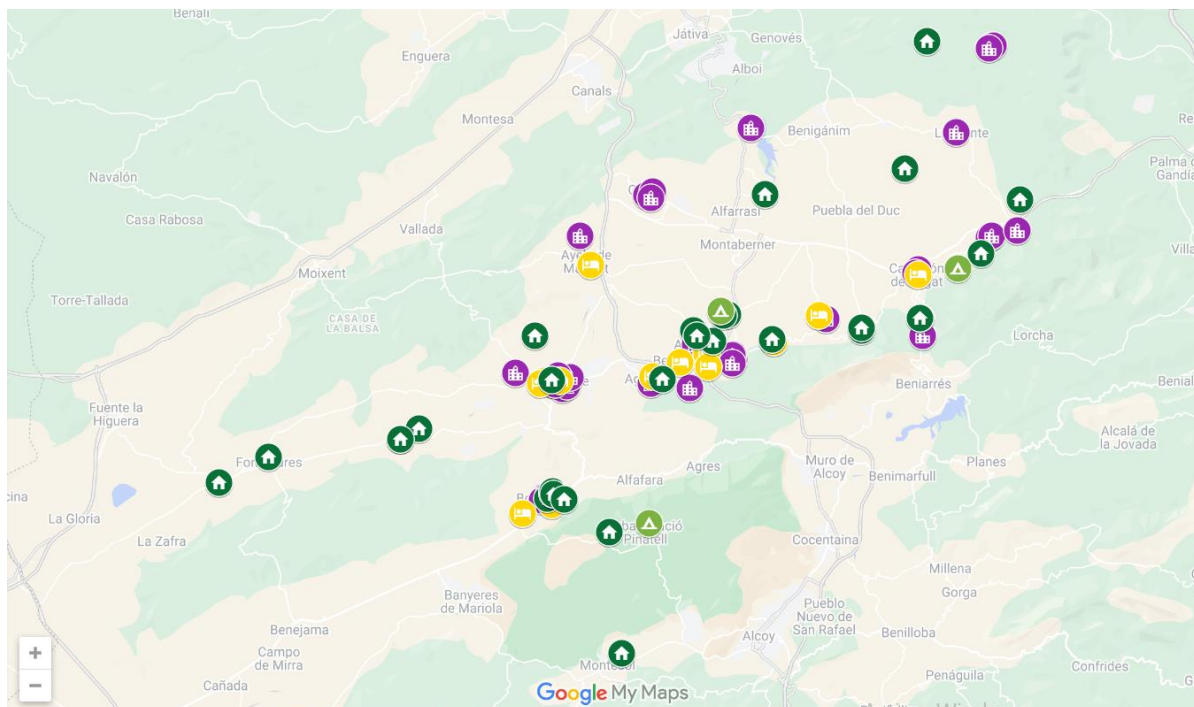 Benali
Enguera
Játiva
Genovés
Alboi
Canals
Montesa
Benigánim
Navalón
Palma de
Gandía
Casa Rabosa
Vallada
Alfarrasí
Puebla del Duc
Montaberner
Moixent
Torre-Tallada
CASA DE
LA BALSA
Lorcha
Beniarrés
Fuente la
Higuera
Alcalá de
la Jovada
Planes
Muro de
Alcoy
Benimarfull
Agres
Alfafara
La Gloria
La Zafra
Cocentaina
Millena
Gorga
Banyeres
de Mariola
Pueblo
Nuevo de
San Rafael
Benejama
Alcoy
Benilloba
Campo
de Mirra
Confrides
Penáguila
Cañada
+
−
Google My Maps